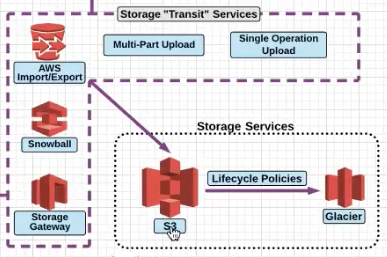 Storage "Transit" Services
Multi-Part Upload
Single Operation
Upload
AWS
Import/Export
Snowball
Storage
Gateway
Storage Services
Lifecycle Policies
S3
Glacier